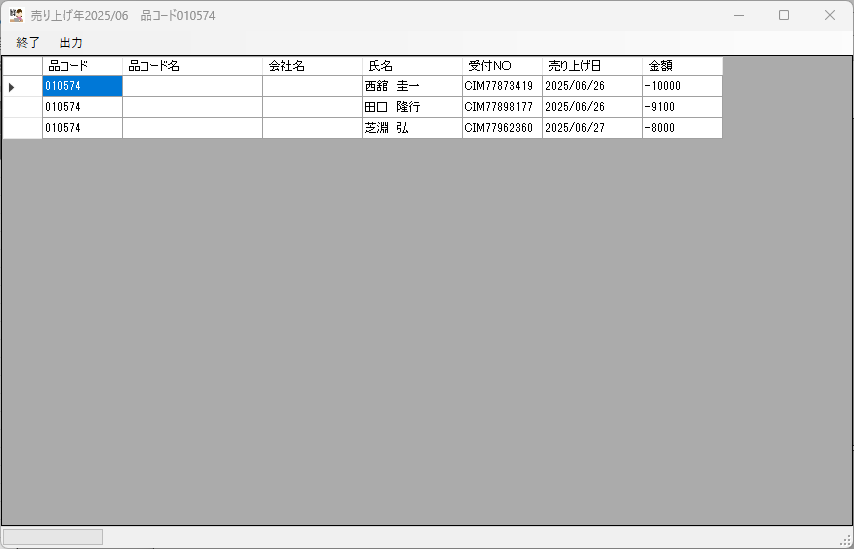 売り上げ年2025/06 品コード010574
終了 出力
品コード 品コード名 会社名 氏名 受付NO 売り上げ日 金額
010574 西舘 圭一 CIM77873419 2025/06/26 -10000
010574 田口 隆行 CIM77898177 2025/06/26 -9100
010574 芝淵 弘 CIM77962360 2025/06/27 -8000